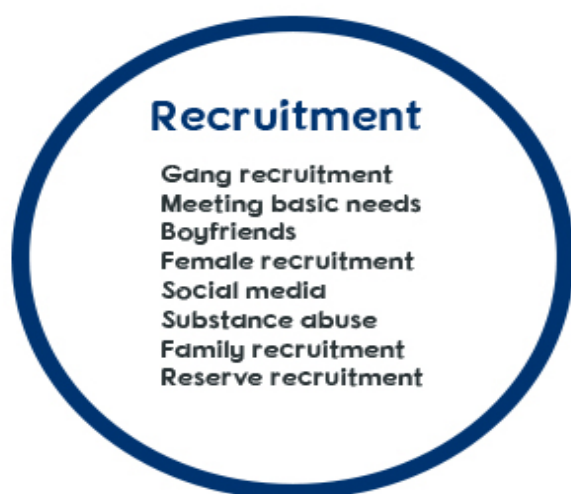 Recruitment
Gang recruitment
Meeting basic needs
Boyfriends
Female recruitment
Social media
Substance abuse
Family recruitment
Reserve recruitment